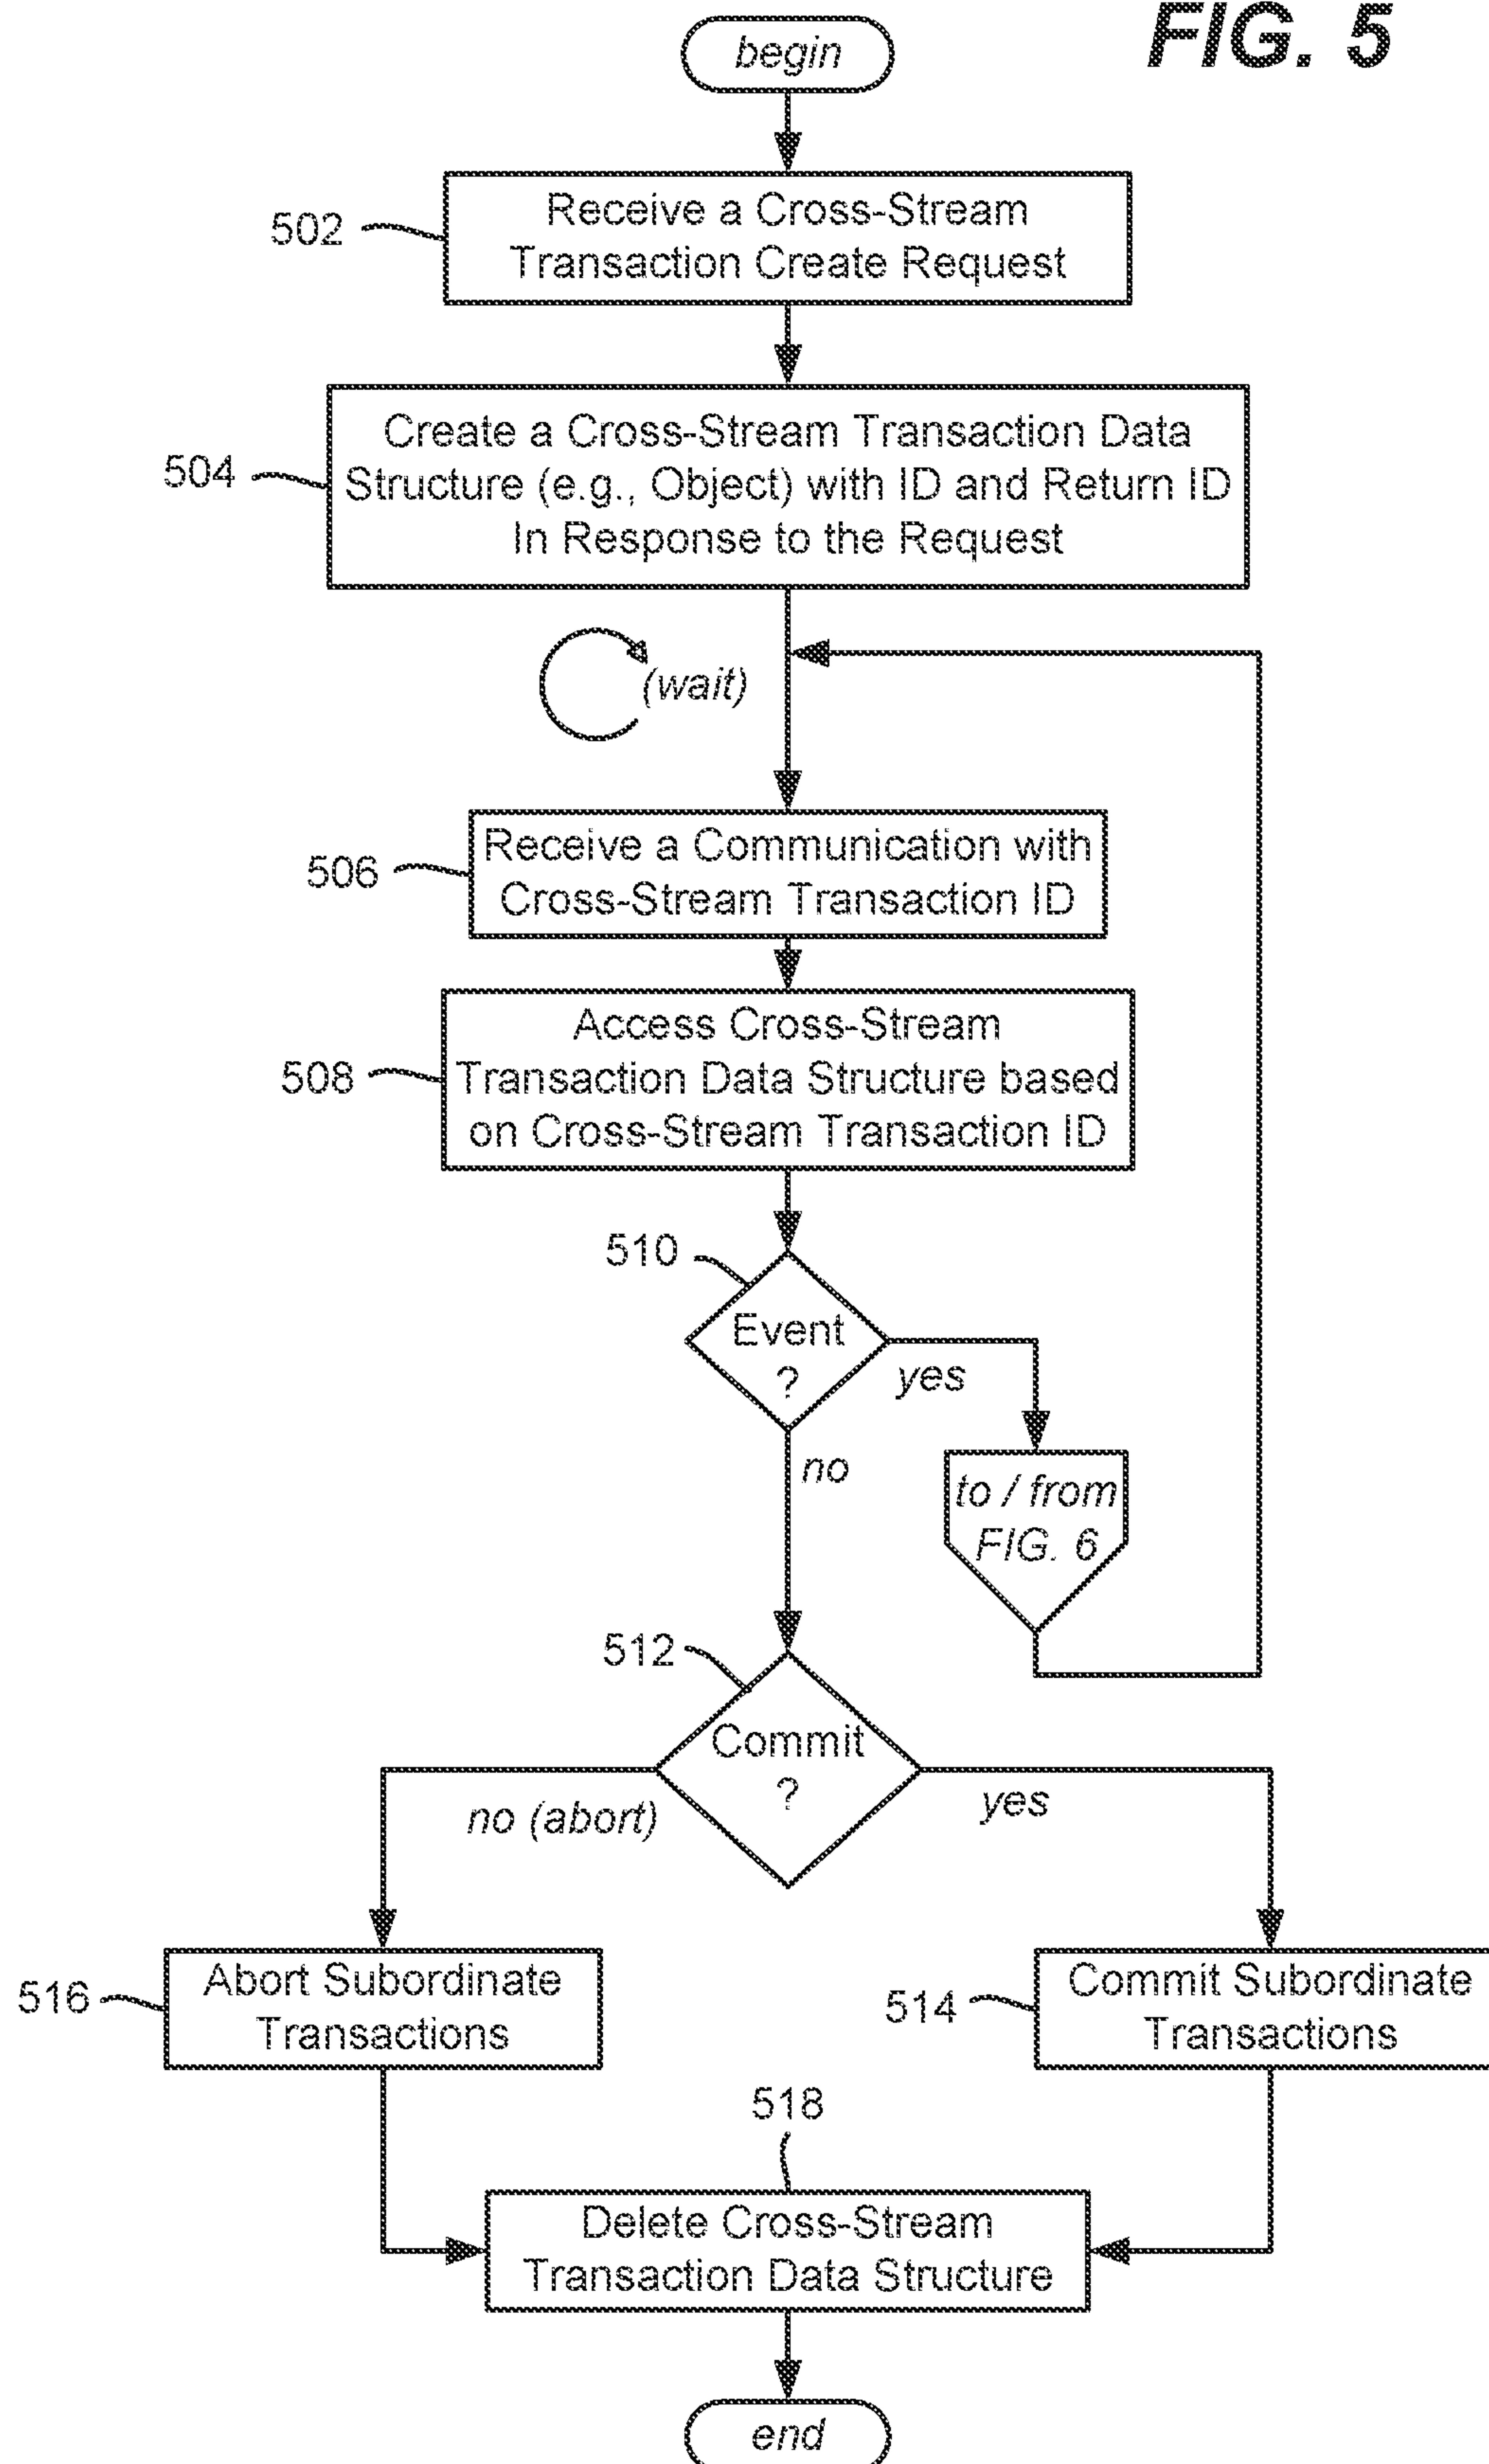 FIG. 5
begin
502
Receive a Cross-Stream
Transaction Create Request
504
Create a Cross-Stream Transaction Data
Structure (e.g., Object) with ID and Return ID
In Response to the Request
(wait)
506
Receive a Communication with
Cross-Stream Transaction ID
508
Access Cross-Stream
Transaction Data Structure based
on Cross-Stream Transaction ID
510
Event
?
yes
no
to / from
FIG. 6
512
Commit
?
no (abort)
yes
516
Abort Subordinate
Transactions
514
Commit Subordinate
Transactions
518
Delete Cross-Stream
Transaction Data Structure
end